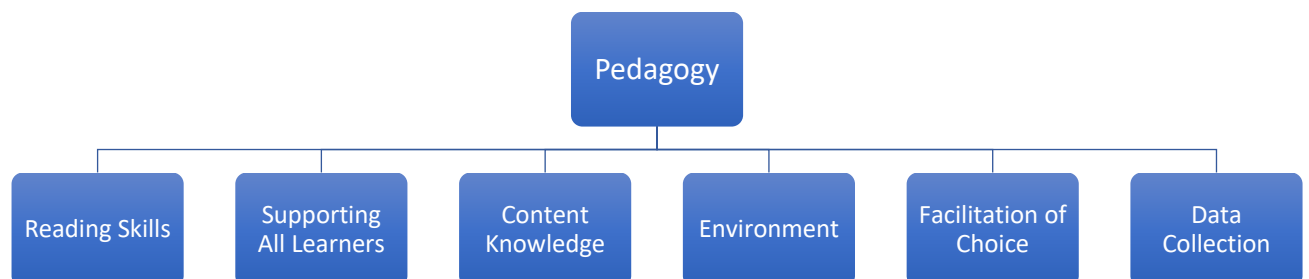 Pedagogy
Reading Skills
Supporting
All Learners
Content
Knowledge
Environment
Facilitation of
Choice
Data
Collection